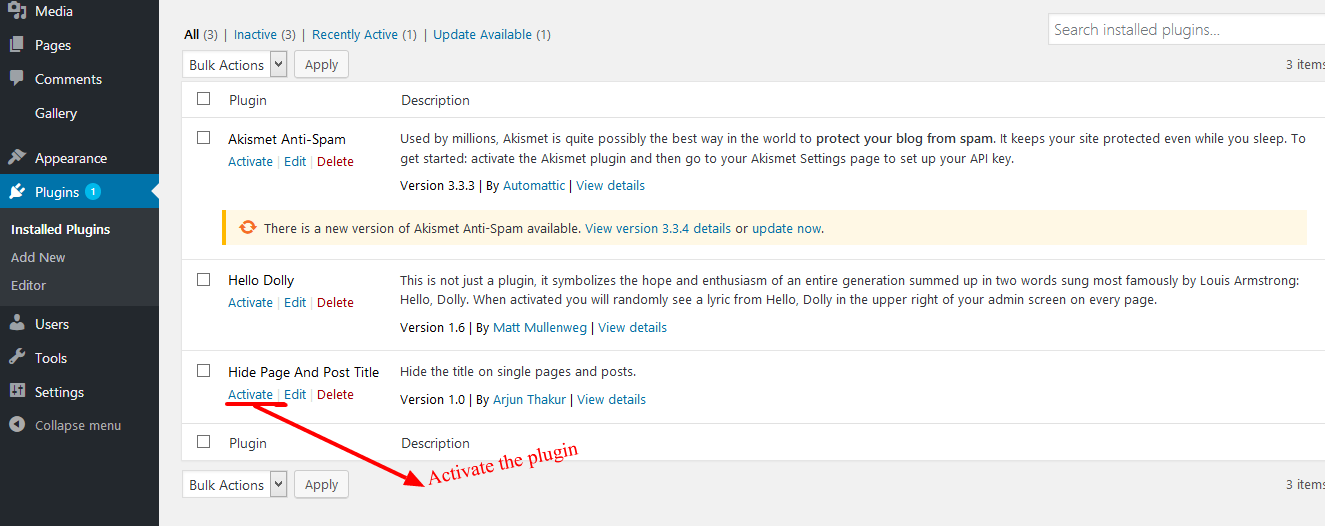 Media
Pages
Comments
Gallery
Appearance
Plugins 1
Installed Plugins
Add New
Editor
Users
Tools
Settings
Collapse menu
All (3) | Inactive (3) | Recently Active (1) | Update Available (1)
Search installed plugins...
Bulk Actions Apply
3 items
Plugin Description
Akismet Anti-Spam
Activate | Edit | Delete
Used by millions, Akismet is quite possibly the best way in the world to protect your blog from spam. It keeps your site protected even while you sleep. To
get started: activate the Akismet plugin and then go to your Akismet Settings page to set up your API key.
Version 3.3.3 | By Automattic | View details
There is a new version of Akismet Anti-Spam available. View version 3.3.4 details or update now.
Hello Dolly
Activate | Edit | Delete
This is not just a plugin, it symbolizes the hope and enthusiasm of an entire generation summed up in two words sung most famously by Louis Armstrong:
Hello, Dolly. When activated you will randomly see a lyric from Hello, Dolly in the upper right of your admin screen on every page.
Version 1.6 | By Matt Mullenweg | View details
Hide Page And Post Title
Activate | Edit | Delete
Hide the title on single pages and posts.
Version 1.0 | By Arjun Thakur | View details
Plugin Description
Activate the plugin
Bulk Actions Apply
3 items